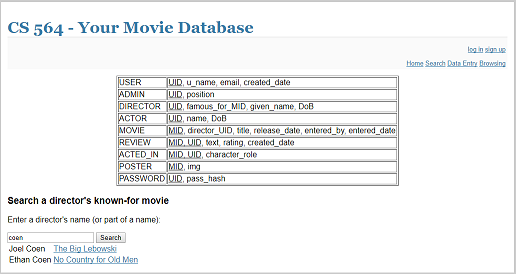 CS 564 - Your Movie Database
log in sign up
Home Search Data Entry Browsing
USER UID, u_name, email, created_date
ADMIN UID, position
DIRECTOR UID, famous_for_MID, given_name, DoB
ACTOR UID, name, DoB
MOVIE MID, director_UID, title, release_date, entered_by, entered_date
REVIEW MID, UID, text, rating, created_date
ACTED_IN MID, UID, character_role
POSTER MID, img
PASSWORD UID, pass_hash
Search a director's known-for movie
Enter a director's name (or part of a name):
coen Search
Joel Coen The Big Lebowski
Ethan Coen No Country for Old Men